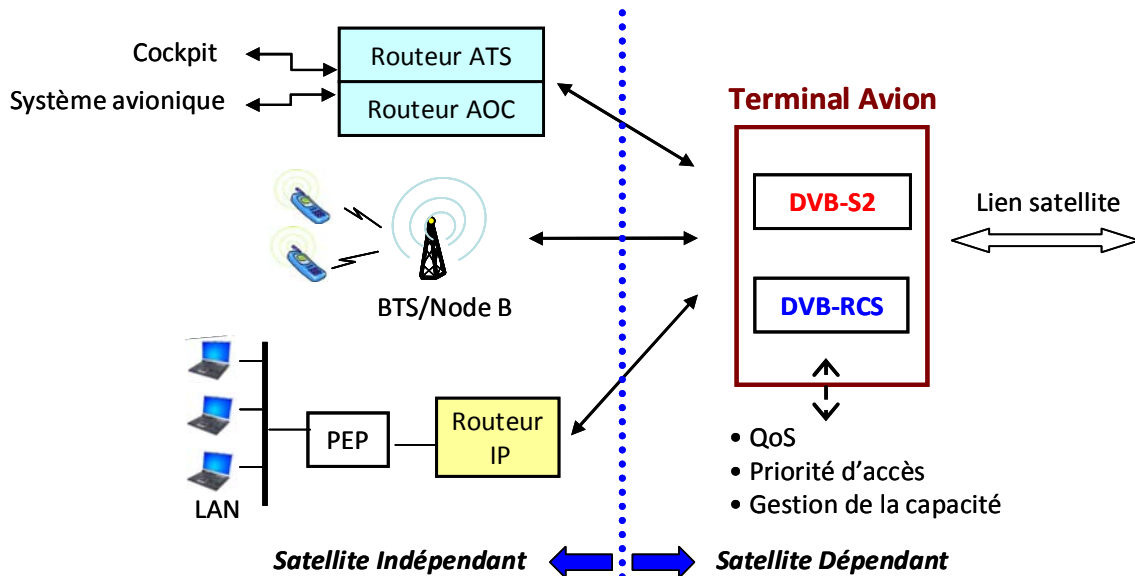 Cockpit
Système avionique
Routeur ATS
Routeur AOC
BTS/Node B
LAN
PEP
Routeur
IP
Terminal Avion
DVB-S2
DVB-RCS
Lien satellite
• QoS
• Priorité d’accès
• Gestion de la capacité
Satellite Indépendant
Satellite Dépendant